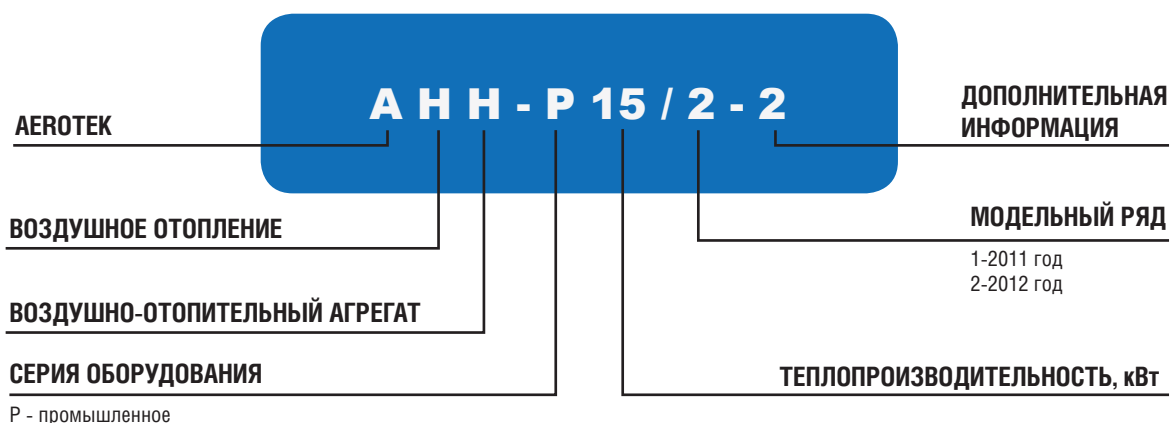 A H H - P 15 / 2 - 2
AEROTEK
ДОПОЛНИТЕЛЬНАЯ
ИНФОРМАЦИЯ
ВОЗДУШНОЕ ОТОПЛЕНИЕ
МОДЕЛЬНЫЙ РЯД
1-2011 год
2-2012 год
ВОЗДУШНО-ОТОПИТЕЛЬНЫЙ АГРЕГАТ
СЕРИЯ ОБОРУДОВАНИЯ
ТЕПЛОПРОИЗВОДИТЕЛЬНОСТЬ, кВт
Р - промышленное